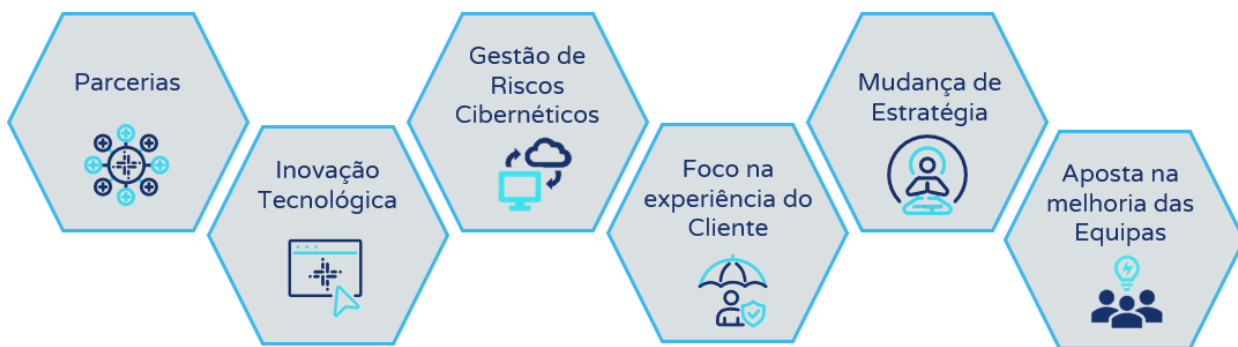 Parcerias
Inovação
Tecnológica
Gestão de
Riscos
Cibernéticos
Foco na
experiência do
Cliente
Mudança de
Estratégia
Aposta na
melhoria das
Equipas